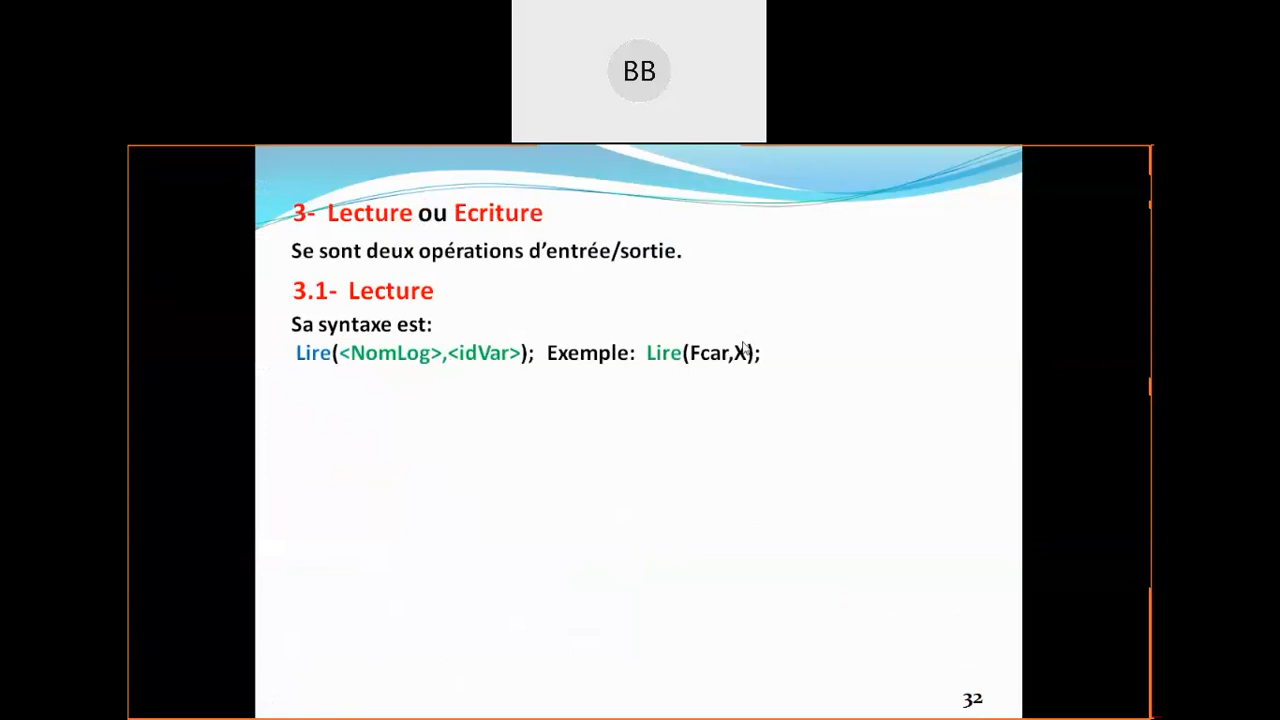 BB
3- Lecture ou Ecriture
Se sont deux opérations d’entrée/sortie.
3.1- Lecture
Sa syntaxe est:
Lire(<NomLog>,<idVar>); Exemple: Lire(Fcar,X);
32